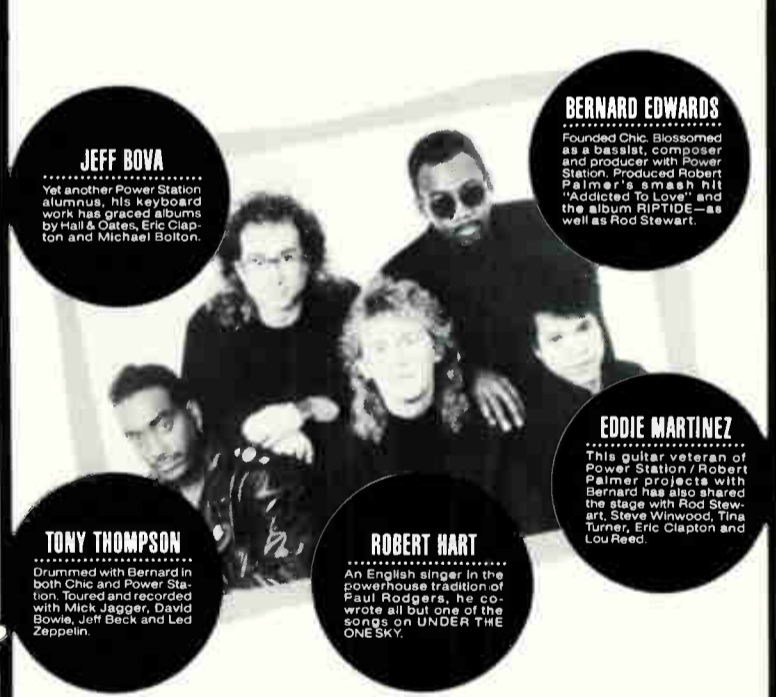 JEFF BOVA
Yet another Power Station
alumnus, his keyboard
work has graced albums
by Hall & Oates, Eric Clap-
ton and Michael Bolton.
BERNARD EDWARDS
Founded Chic. Blossomed
as a bassist, composer
and producer with Power
Station. Produced Robert
Palmer's smash hit
"Addicted To Love" and
the album RIPTIDE—as
well as Rod Stewart.
EDDIE MARTINEZ
This guitar veteran of
Power Station / Robert
Palmer projects with
Bernard has also shared
the stage with Rod Stew-
art, Steve Winwood, Tina
Turner, Eric Clapton and
Lou Reed.
TONY THOMPSON
Drummed with Bernard in
both Chic and Power Sta-
tion. Toured and recorded
with Mick Jagger, David
Bowie, Jeff Beck and Led
Zeppelin.
ROBERT HART
An English singer in the
powerhouse tradition of
Paul Rodgers, he co-
wrote all but one of the
songs on UNDER THE
ONE SKY.